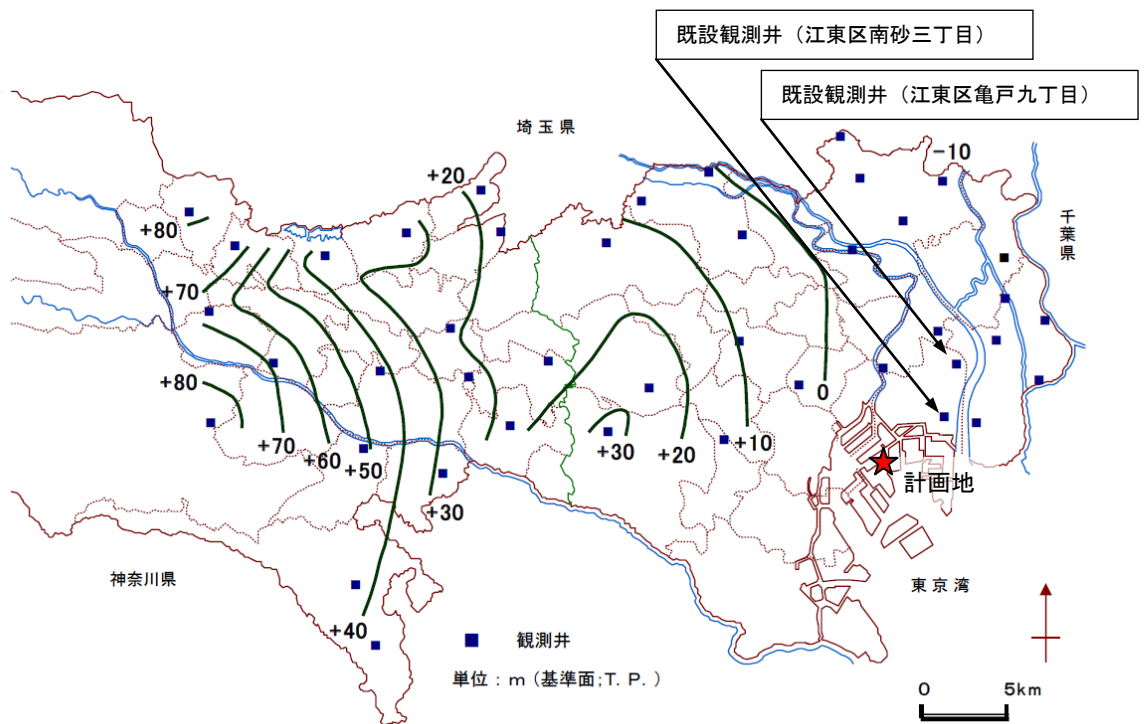 既設観測井（江東区南砂三丁目）
既設観測井（江東区亀戸九丁目）
埼玉県
-10
+20
千葉県
+80
+70
+80
0
+70
+60
+50
+30
+20
+10
+30
計画地
神奈川県
東京湾
+40
観測井
単位：m（基準面;T. P. ）
0 5km